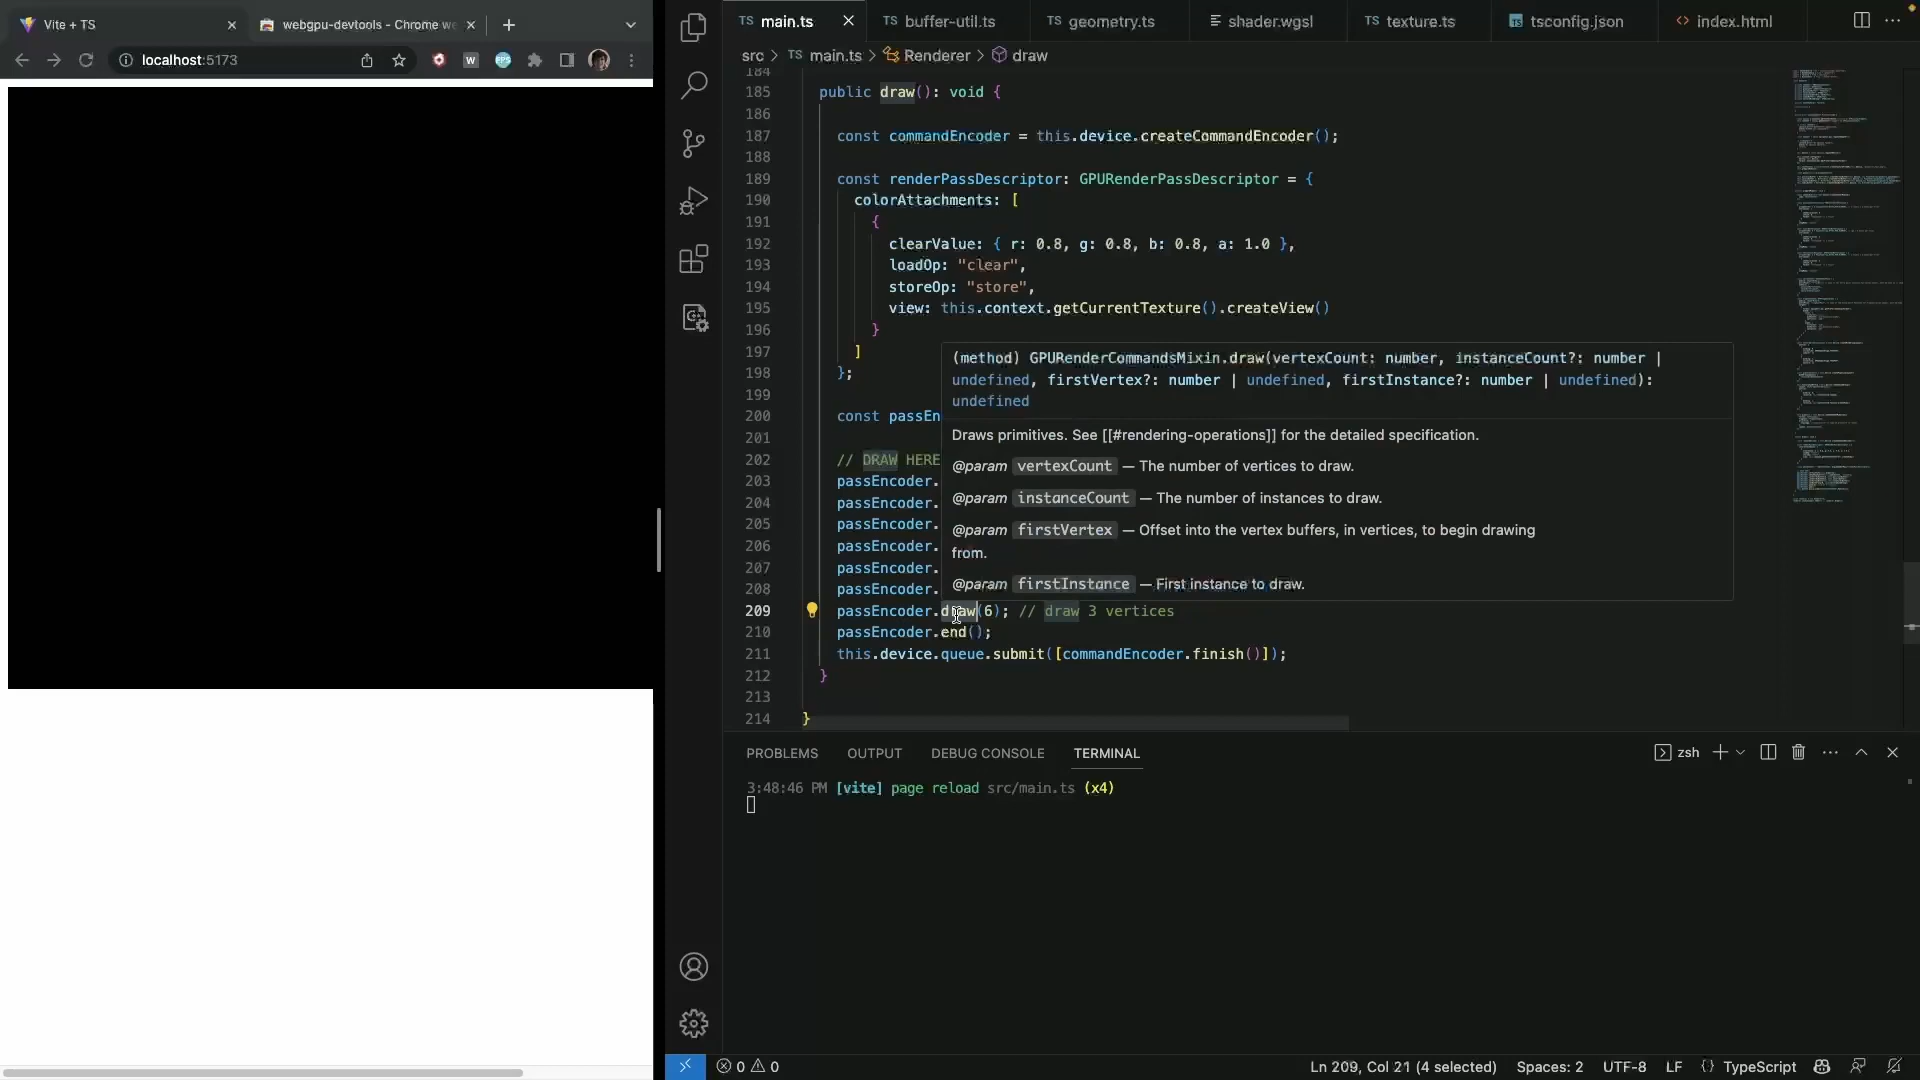 Vite + TS
webgpu-devtools - Chrome we
localhost:5173
main.ts
TS buffer-util.ts
TS geometry.ts
shader.wgsl
TS texture.ts
tsconfig.json
<> index.html
src > TS main.ts > Renderer > draw
184
185 public draw(): void {
186
187 const commandEncoder = this.device.createCommandEncoder();
188
189 const renderPassDescriptor: GPURenderPassDescriptor = {
190 colorAttachments: [
191 {
192 clearValue: { r: 0.8, g: 0.8, b: 0.8, a: 1.0 },
193 loadOp: "clear",
194 storeOp: "store",
195 view: this.context.getCurrentTexture().createView()
196 }
197 ]
198 };
199
200 const passEn
201
202 // DRAW HERE
203 passEncoder.
204 passEncoder.
205 passEncoder.
206 passEncoder.
207 passEncoder.
208 passEncoder.
209 passEncoder.draw(6); // draw 3 vertices
210 passEncoder.end();
211 this.device.queue.submit([commandEncoder.finish()]);
212 }
213
214 }
(method) GPURenderCommandsMixin.draw(vertexCount: number, instanceCount?: number |
undefined, firstVertex?: number | undefined, firstInstance?: number | undefined):
undefined
Draws primitives. See [[#rendering-operations]] for the detailed specification.
@param vertexCount — The number of vertices to draw.
@param instanceCount — The number of instances to draw.
@param firstVertex — Offset into the vertex buffers, in vertices, to begin drawing
from.
@param firstInstance — First instance to draw.
PROBLEMS OUTPUT DEBUG CONSOLE TERMINAL
zsh
3:48:46 PM [vite] page reload src/main.ts (x4)
0 0
Ln 209, Col 21 (4 selected) Spaces: 2 UTF-8 LF {} TypeScript